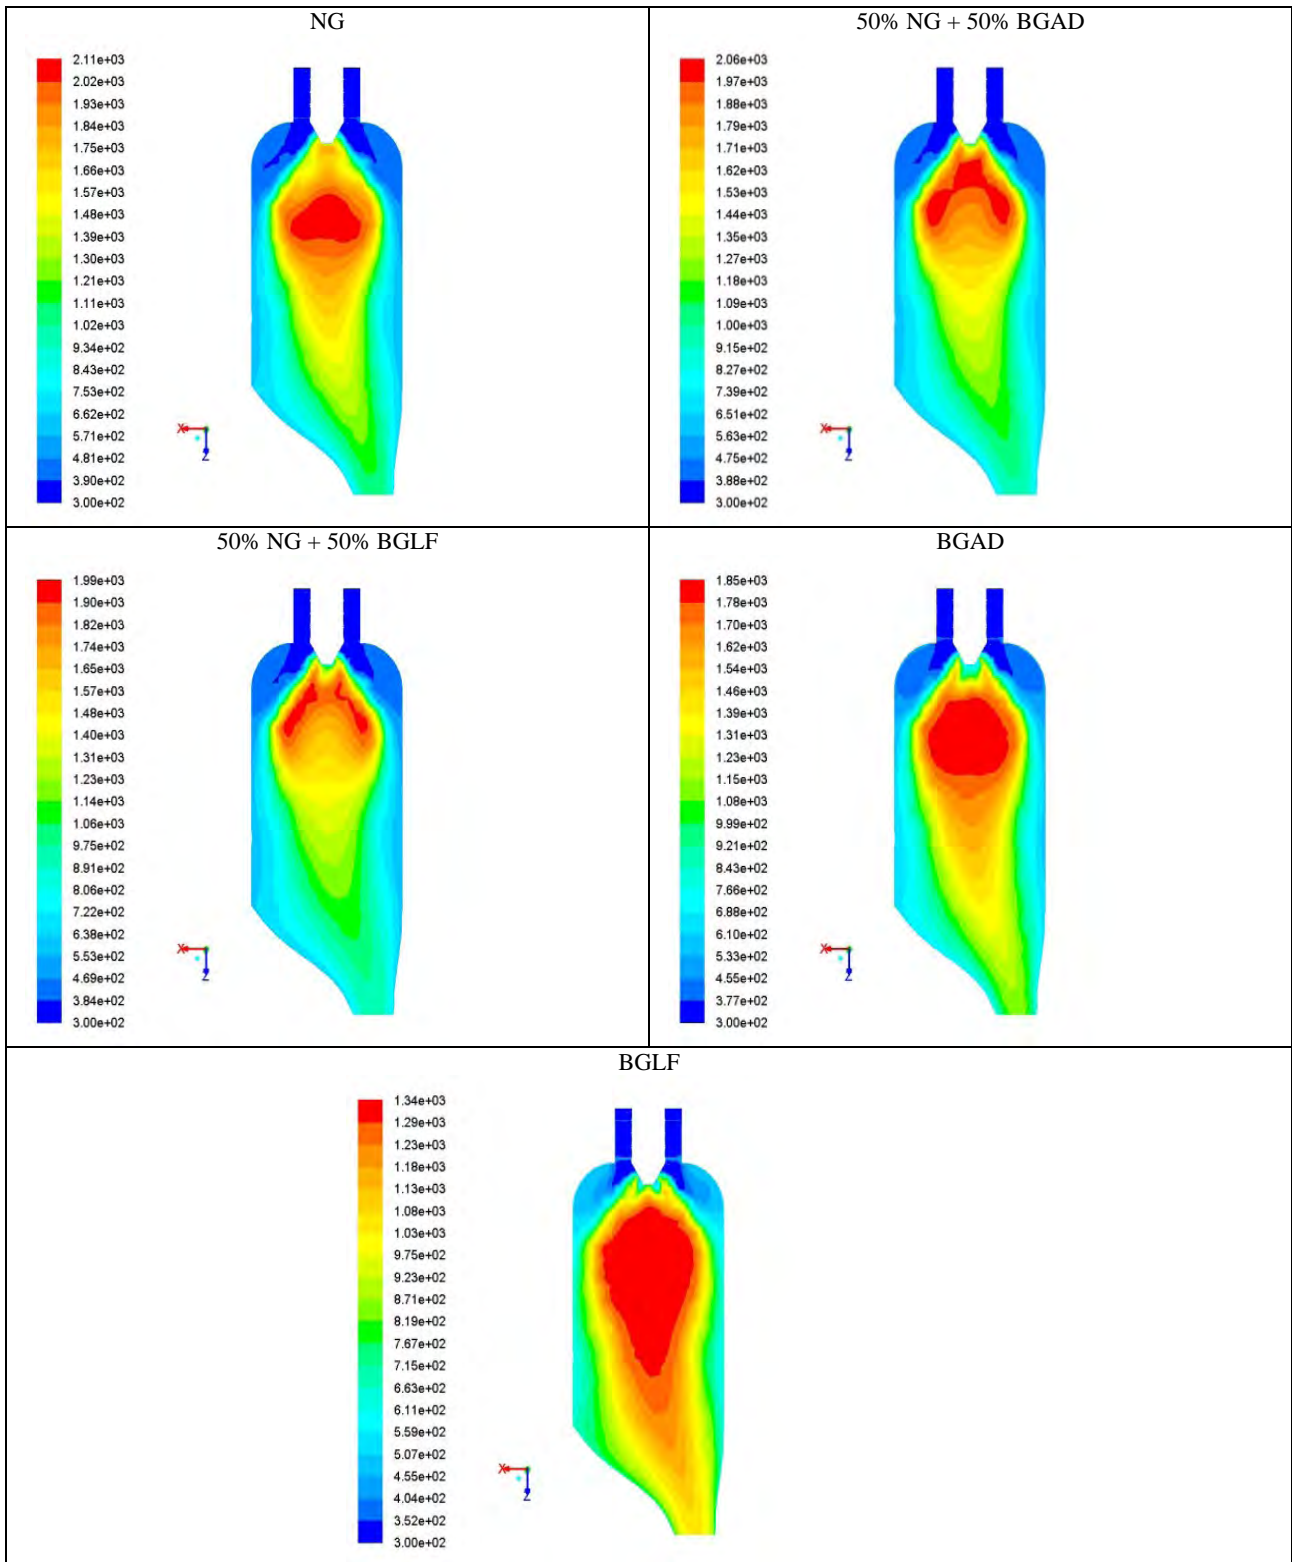 NG
2.11e+03
2.02e+03
1.93e+03
1.84e+03
1.75e+03
1.66e+03
1.57e+03
1.48e+03
1.39e+03
1.30e+03
1.21e+03
1.11e+03
1.02e+03
9.34e+02
8.43e+02
7.53e+02
6.62e+02
5.71e+02
4.81e+02
3.90e+02
3.00e+02
X
Z
50% NG + 50% BGAD
2.06e+03
1.97e+03
1.88e+03
1.79e+03
1.71e+03
1.62e+03
1.53e+03
1.44e+03
1.35e+03
1.27e+03
1.18e+03
1.09e+03
1.00e+03
9.15e+02
8.27e+02
7.39e+02
6.51e+02
5.63e+02
4.75e+02
3.88e+02
3.00e+02
X
Z
50% NG + 50% BGLF
1.99e+03
1.90e+03
1.82e+03
1.74e+03
1.65e+03
1.57e+03
1.48e+03
1.40e+03
1.31e+03
1.23e+03
1.14e+03
1.06e+03
9.75e+02
8.91e+02
8.06e+02
7.22e+02
6.38e+02
5.53e+02
4.69e+02
3.84e+02
3.00e+02
X
Z
BGAD
1.85e+03
1.78e+03
1.70e+03
1.62e+03
1.54e+03
1.46e+03
1.39e+03
1.31e+03
1.23e+03
1.15e+03
1.08e+03
9.99e+02
9.21e+02
8.43e+02
7.66e+02
6.88e+02
6.10e+02
5.33e+02
4.55e+02
3.77e+02
3.00e+02
X
Z
BGLF
1.34e+03
1.29e+03
1.23e+03
1.18e+03
1.13e+03
1.08e+03
1.03e+03
9.75e+02
9.23e+02
8.71e+02
8.19e+02
7.67e+02
7.15e+02
6.63e+02
6.11e+02
5.59e+02
5.07e+02
4.55e+02
4.04e+02
3.52e+02
3.00e+02
X
Z